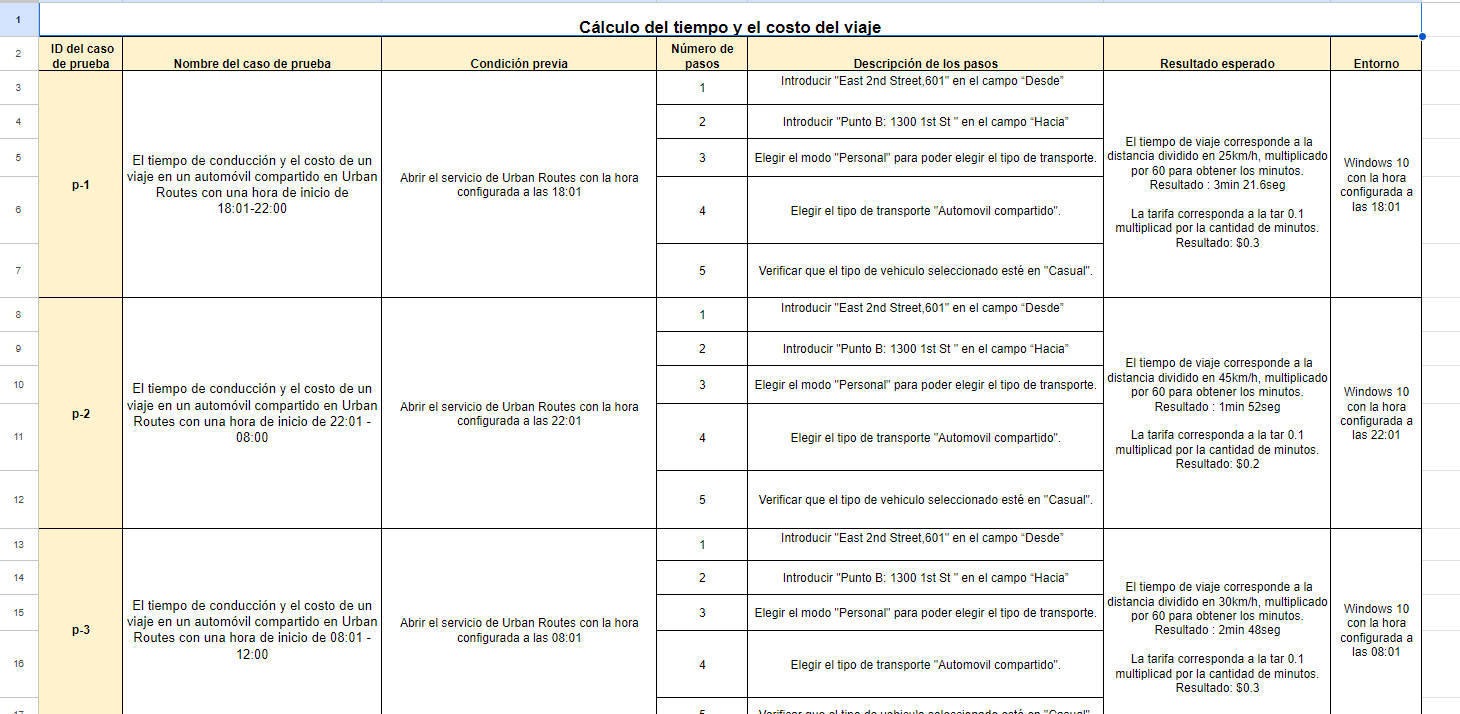 1
Cálculo del tiempo y el costo del viaje
2
ID del caso
de prueba
Nombre del caso de prueba
Condición previa
Número de
pasos
Descripción de los pasos
Resultado esperado
Entorno
3
4
5
6
7
p-1
El tiempo de conducción y el costo de un
viaje en un automóvil compartido en Urban
Routes con una hora de inicio de
18:01-22:00
Abrir el servicio de Urban Routes con la hora
configurada a las 18:01
1
Introducir "East 2nd Street,601" en el campo “Desde”
2
Introducir "Punto B: 1300 1st St " en el campo “Hacia”
3
Elegir el modo "Personal" para poder elegir el tipo de transporte.
4
Elegir el tipo de transporte "Automovil compartido".
5
Verificar que el tipo de vehiculo seleccionado esté en "Casual".
El tiempo de viaje corresponde a la
distancia dividido en 25km/h, multiplicado
por 60 para obtener los minutos.
Resultado : 3min 21.6seg
La tarifa corresponda a la tar 0.1
multiplicad por la cantidad de minutos.
Resultado: $0.3
Windows 10
con la hora
configurada a
las 18:01
8
9
10
11
12
p-2
El tiempo de conducción y el costo de un
viaje en un automóvil compartido en Urban
Routes con una hora de inicio de 22:01 -
08:00
Abrir el servicio de Urban Routes con la hora
configurada a las 22:01
1
Introducir "East 2nd Street,601" en el campo “Desde”
2
Introducir "Punto B: 1300 1st St " en el campo “Hacia”
3
Elegir el modo "Personal" para poder elegir el tipo de transporte.
4
Elegir el tipo de transporte "Automovil compartido".
5
Verificar que el tipo de vehiculo seleccionado esté en "Casual".
El tiempo de viaje corresponde a la
distancia dividido en 45km/h, multiplicado
por 60 para obtener los minutos.
Resultado : 1min 52seg
La tarifa corresponda a la tar 0.1
multiplicad por la cantidad de minutos.
Resultado: $0.2
Windows 10
con la hora
configurada a
las 22:01
13
14
15
16
17
p-3
El tiempo de conducción y el costo de un
viaje en un automóvil compartido en Urban
Routes con una hora de inicio de 08:01 -
12:00
Abrir el servicio de Urban Routes con la hora
configurada a las 08:01
1
Introducir "East 2nd Street,601" en el campo “Desde”
2
Introducir "Punto B: 1300 1st St " en el campo “Hacia”
3
Elegir el modo "Personal" para poder elegir el tipo de transporte.
4
Elegir el tipo de transporte "Automovil compartido".
5
Verificar que el tipo de vehiculo seleccionado esté en "Casual".
El tiempo de viaje corresponde a la
distancia dividido en 30km/h, multiplicado
por 60 para obtener los minutos.
Resultado : 2min 48seg
La tarifa corresponda a la tar 0.1
multiplicad por la cantidad de minutos.
Resultado: $0.3
Windows 10
con la hora
configurada a
las 08:01